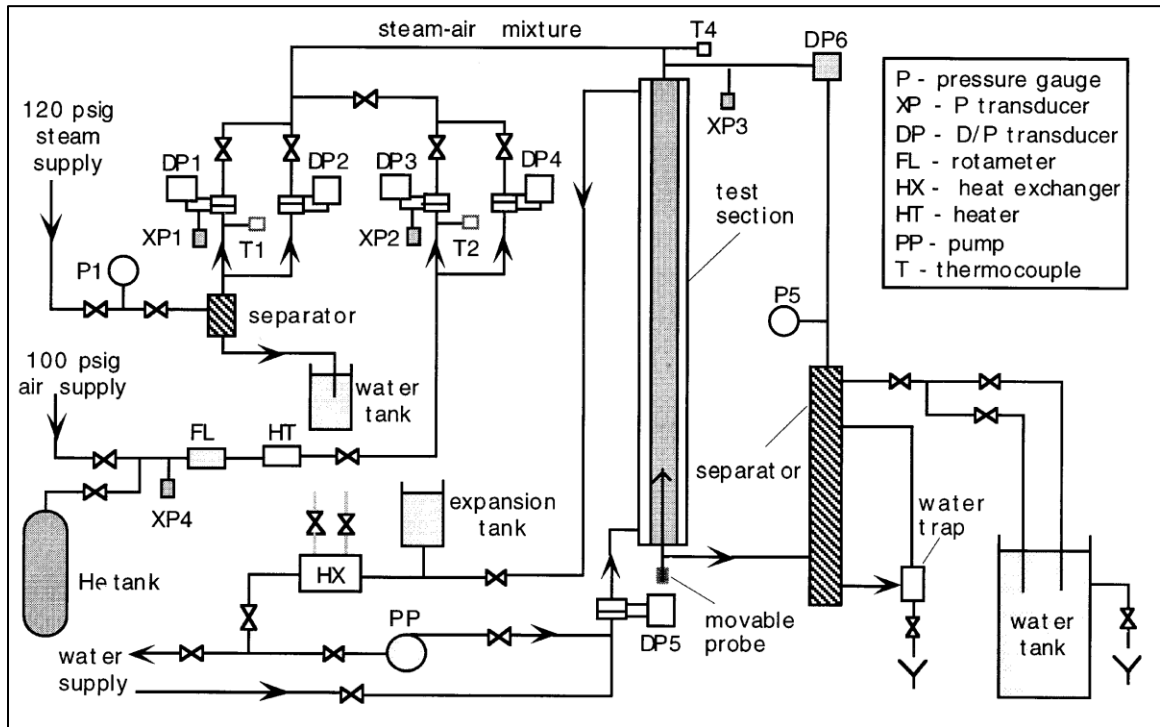 steam-air mixture
T4
DP6
P - pressure gauge
XP - P transducer
DP - D/P transducer
FL - rotameter
HX - heat exchanger
HT - heater
PP - pump
T - thermocouple
120 psig
steam
supply
DP1
DP2
DP3
DP4
XP3
XP1
T1
XP2
T2
test
section
P1
separator
P5
100 psig
air supply
water
tank
FL
HT
separator
XP4
expansion
tank
water
trap
He tank
HX
PP
DP5
movable
probe
water
tank
water
supply